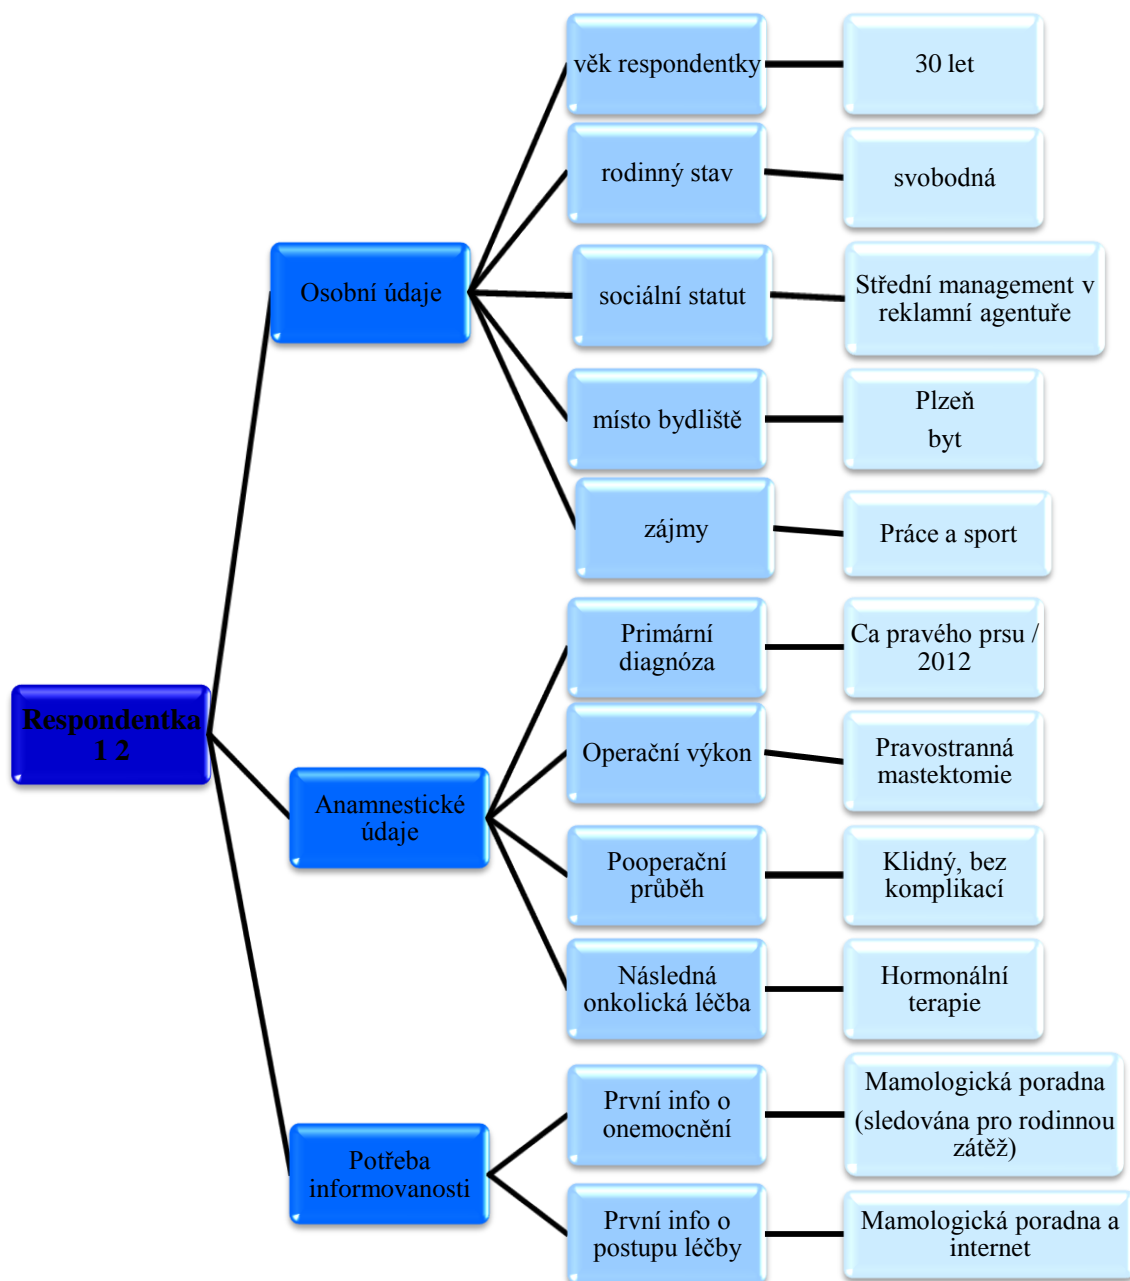 věk respondentky
30 let
rodinný stav
svobodná
Osobní údaje
sociální statut
Střední management v
reklamní agentuře
místo bydliště
Plzeň
byt
zájmy
Práce a sport
Respondentka
1 2
Anamnestické
údaje
Primární
diagnóza
Ca pravého prsu /
2012
Operační výkon
Pravostranná
mastektomie
Pooperační
průběh
Klidný, bez
komplikací
Následná
onkolická léčba
Hormonální
terapie
Potřeba
informovanosti
První info o
onemocnění
Mamologická poradna
(sledována pro rodinnou
zátěž)
První info o
postupu léčby
Mamologická poradna a
internet